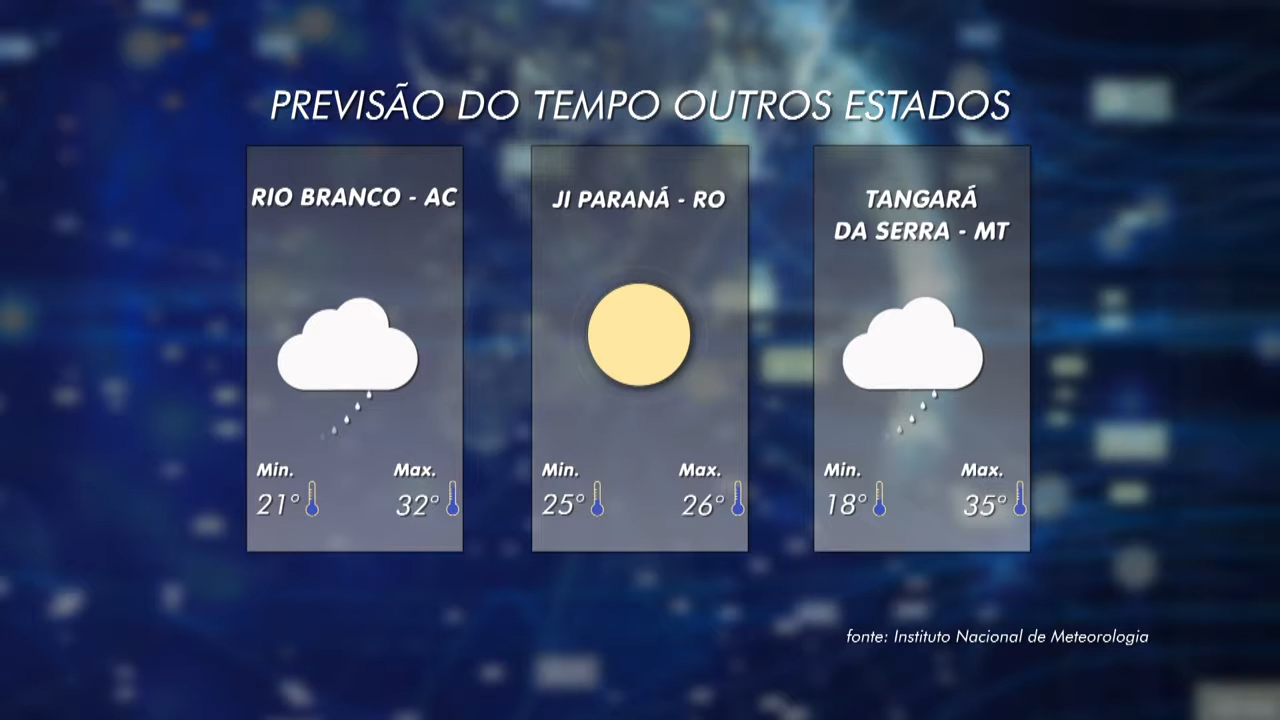 PREVISÃO DO TEMPO OUTROS ESTADOS
RIO BRANCO - AC
Min.
Max.
21°
32°
JI PARANÁ - RO
Min.
Max.
25°
26°
TANGARÁ
DA SERRA - MT
Min.
Max.
18°
35°
fonte: Instituto Nacional de Meteorologia